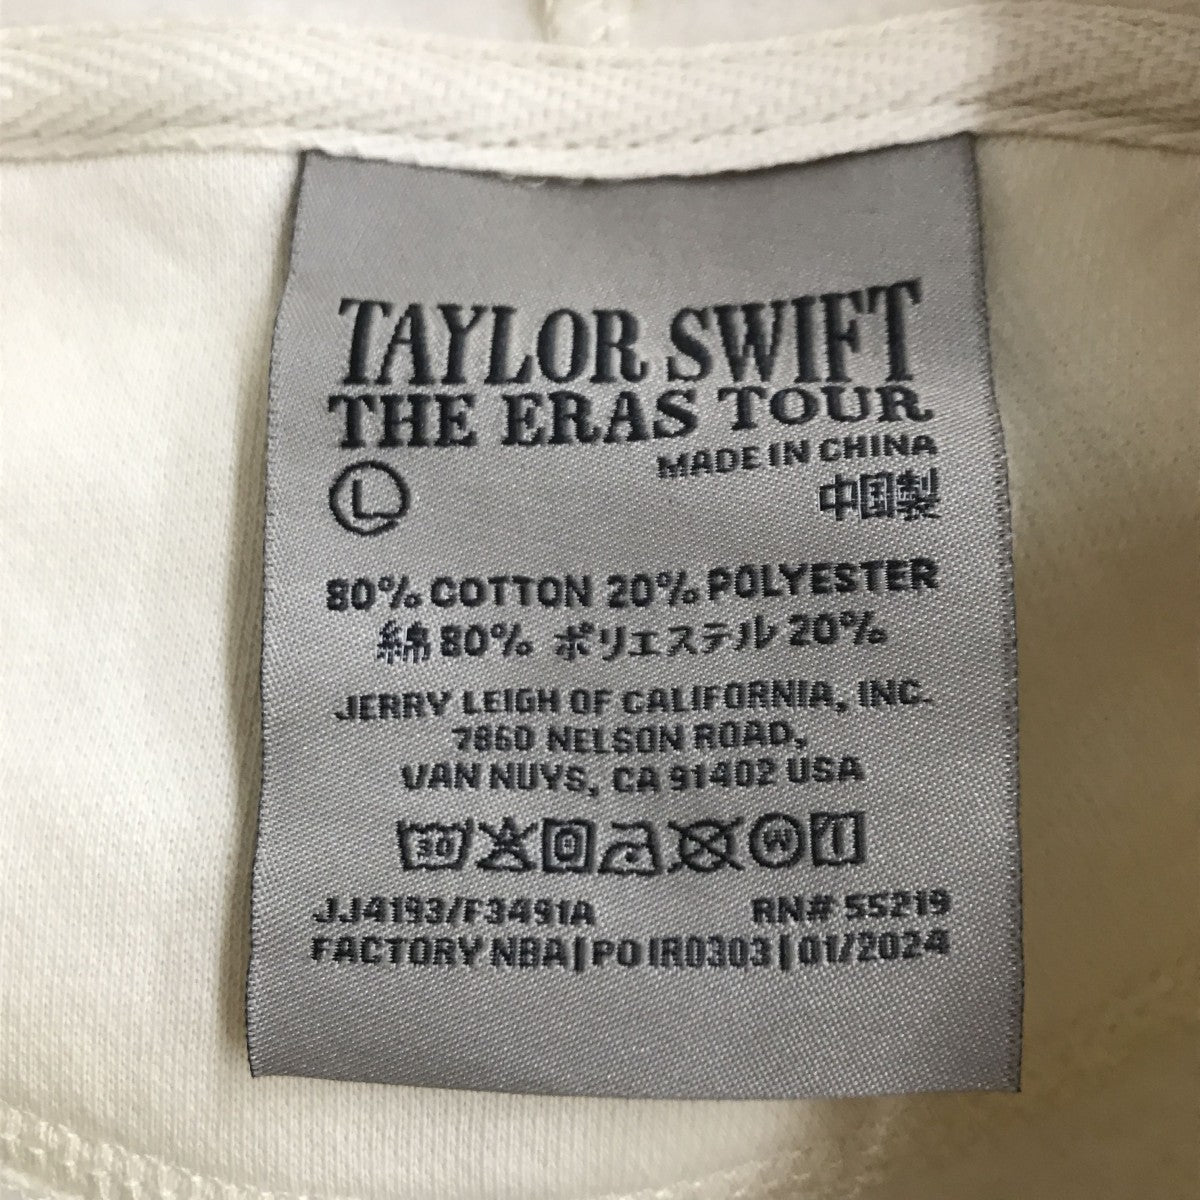 TAYLOR SWIFT
THE ERAS TOUR
MADE IN CHINA
L
中国製
80% COTTON 20% POLYESTER
綿 80% ポリエステル 20%
JERRY LEIGH OF CALIFORNIA, INC.
7860 NELSON ROAD,
VAN NUYS, CA 91402 USA
30 W
JJ4193/F3491A RN# 55219
FACTORY NBA|PO IR0303|01/2024